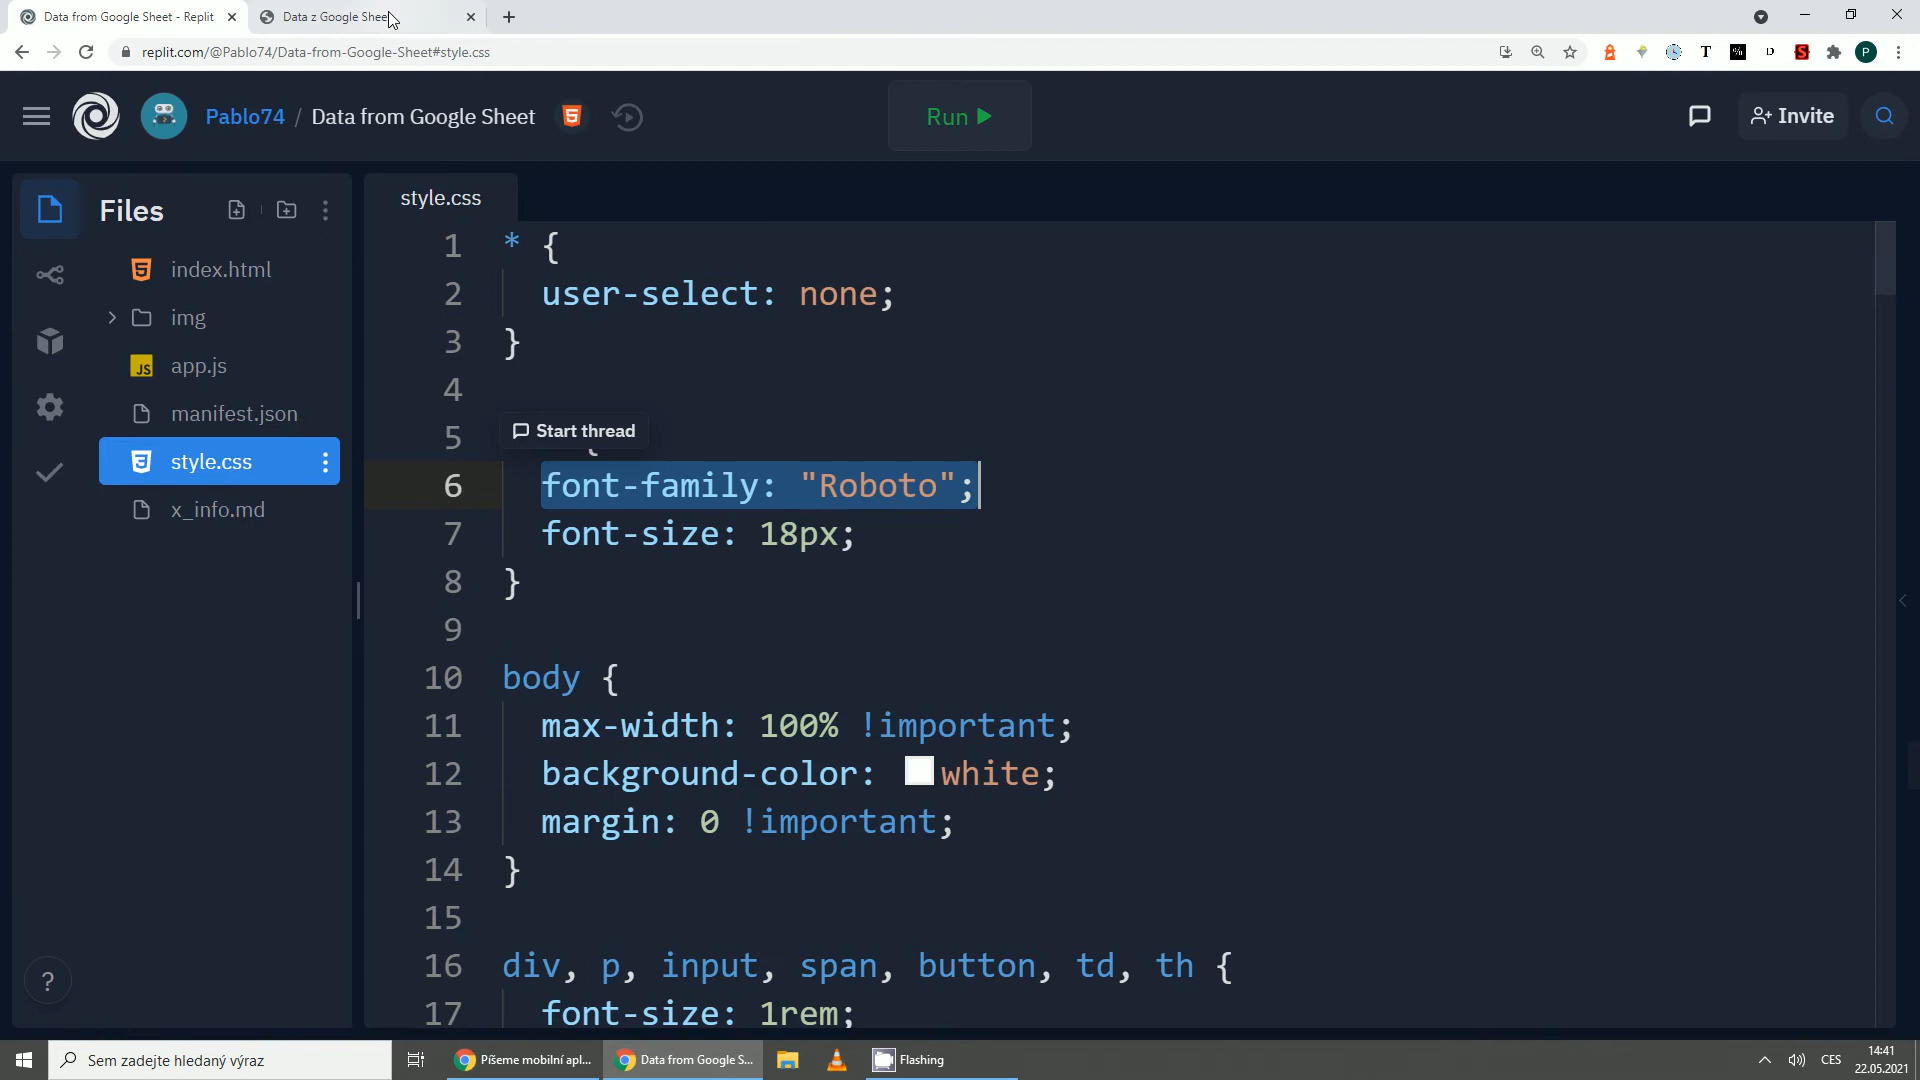 Data from Google Sheet - Replit
Data z Google Sheet
replit.com/@Pablo74/Data-from-Google-Sheet#style.css
T
D
S
P
Pablo74 / Data from Google Sheet
Run
Invite
Files
style.css
index.html
img
JS app.js
manifest.json
style.css
x_info.md
1 * {
2 user-select: none;
3 }
4
Start thread
5 {
6 font-family: "Roboto";
7 font-size: 18px;
8 }
9
10 body {
11 max-width: 100% !important;
12 background-color: white;
13 margin: 0 !important;
14 }
15
16 div, p, input, span, button, td, th {
17 font-size: 1rem;
?
Sem zadejte hledaný výraz
Píšeme mobilní apl...
Data from Google S...
Flashing
CES
14:41
22.05.2021